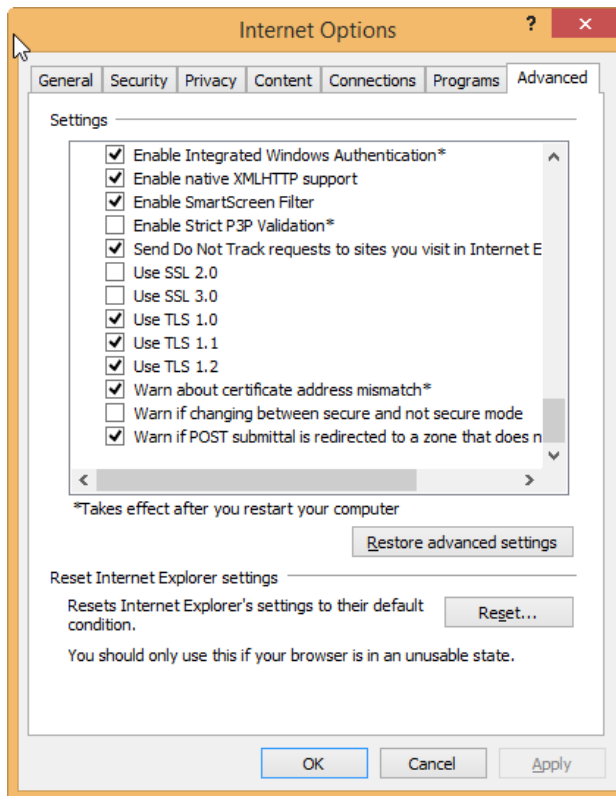 Internet Options
?
General Security Privacy Content Connections Programs Advanced
Settings
Enable Integrated Windows Authentication*
Enable native XMLHTTP support
Enable SmartScreen Filter
Enable Strict P3P Validation*
Send Do Not Track requests to sites you visit in Internet E
Use SSL 2.0
Use SSL 3.0
Use TLS 1.0
Use TLS 1.1
Use TLS 1.2
Warn about certificate address mismatch*
Warn if changing between secure and not secure mode
Warn if POST submittal is redirected to a zone that does n
*Takes effect after you restart your computer
Restore advanced settings
Reset Internet Explorer settings
Resets Internet Explorer's settings to their default
condition.
Reset...
You should only use this if your browser is in an unusable state.
OK Cancel Apply